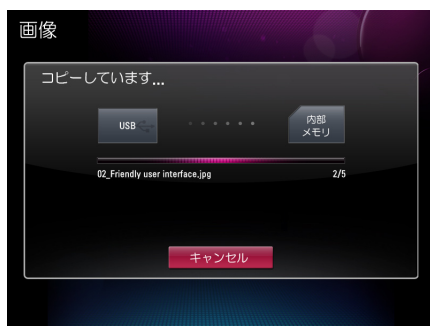 画像
コピーしています...
USB
内部
メモリ
02_Friendly user interface.jpg 2/5
キャンセル